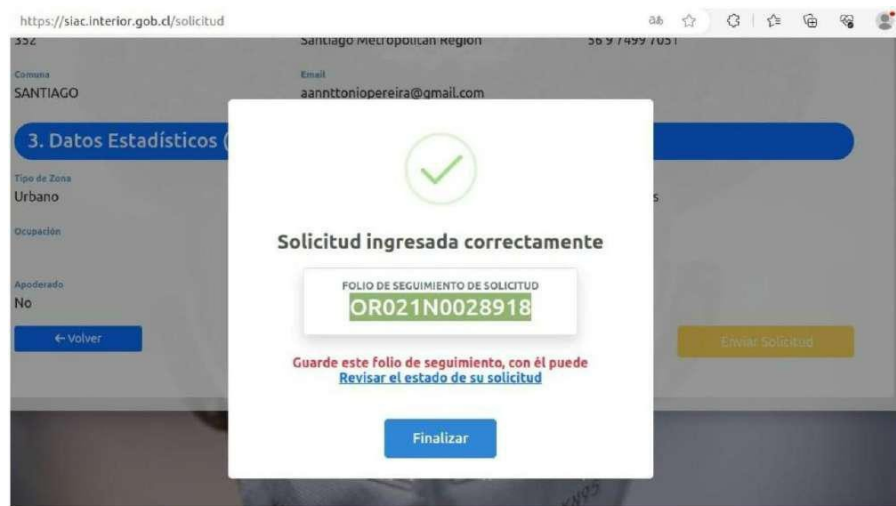 https://siac.interior.gob.cl/solicitud
352 Santiago Metropolitan Region 56 9 7499 7051
Comuna Email
SANTIAGO aannttoniopereira@gmail.com
3. Datos Estadísticos (
Tipo de Zona
Urbano s
Ocupación
Apoderado
No
← Volver Enviar Solicitud
Solicitud ingresada correctamente
FOLIO DE SEGUIMIENTO DE SOLICITUD
OR021N0028918
Guarde este folio de seguimiento, con él puede
Revisar el estado de su solicitud
Finalizar